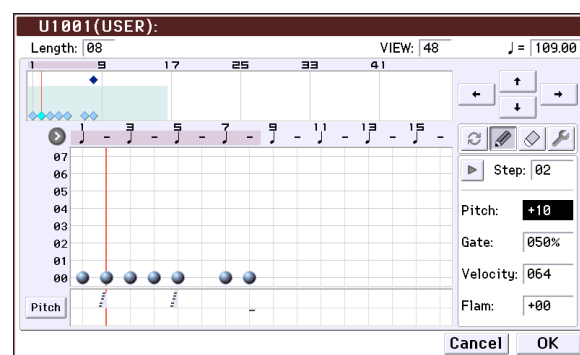 U1001(USER):
Length: 08 VIEW: 48 ♩= 109.00
1 9 17 25 33 41
1 - 3 - 5 - 7 - 9 - 11 - 13 - 15 -
07
06 Step: 02
05
04 Pitch: +10
03
02 Gate: 050%
01
00 Velocity: 064
Pitch Flam: +00
Cancel OK